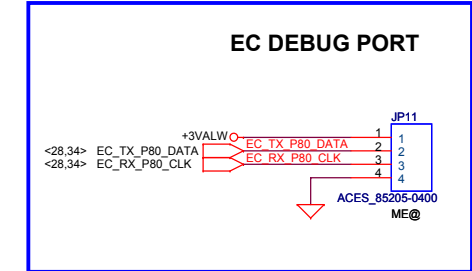 EC DEBUG PORT
JP11
+3VALW
1 1
<28,34> EC_TX_P80_DATA EC_TX_P80_DATA 2 2
<28,34> EC_RX_P80_CLK EC_RX_P80_CLK 3 3
4 4
ACES_85205-0400
ME@